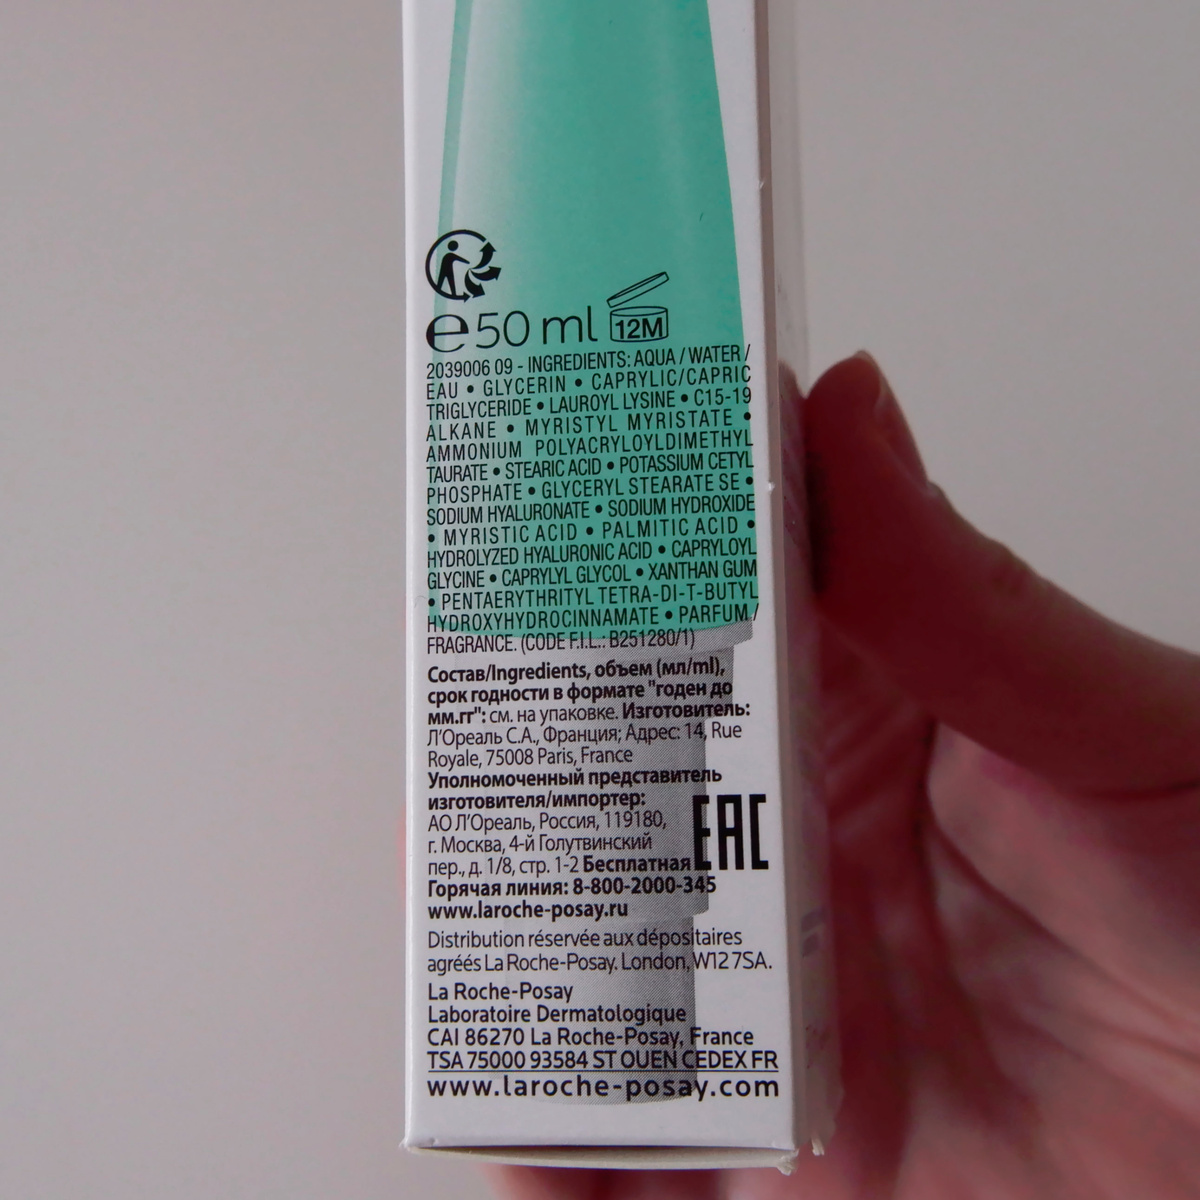 ℮ 50 ml 12M
2039006 09 - INGREDIENTS: AQUA / WATER /
EAU • GLYCERIN • CAPRYLIC/CAPRIC
TRIGLYCERIDE • LAUROYL LYSINE • C15-19
ALKANE • MYRISTYL MYRISTATE •
AMMONIUM POLYACRYLOYLDIMETHYL
TAURATE • STEARIC ACID • POTASSIUM CETYL
PHOSPHATE • GLYCERYL STEARATE SE •
SODIUM HYALURONATE • SODIUM HYDROXIDE
• MYRISTIC ACID • PALMITIC ACID •
HYDROLYZED HYALURONIC ACID • CAPRYLOYL
GLYCINE • CAPRYLYL GLYCOL • XANTHAN GUM
• PENTAERYTHRITYL TETRA-DI-T-BUTYL
HYDROXYHYDROCINNAMATE • PARFUM /
FRAGRANCE. (CODE F.I.L.: B251280/1)
Состав/Ingredients, объем (мл/ml),
срок годности в формате "годен до
мм.гг": см. на упаковке. Изготовитель:
Л'Ореаль С.А., Франция; Адрес: 14, Rue
Royale, 75008 Paris, France
Уполномоченный представитель
изготовителя/импортер:
АО Л'Ореаль, Россия, 119180,
г. Москва, 4-й Голутвинский
пер., д. 1/8, стр. 1-2 Бесплатная
EAC
Горячая линия: 8-800-2000-345
www.laroche-posay.ru
Distribution réservée aux dépositaires
agréés La Roche-Posay. London, W12 7SA.
La Roche-Posay
Laboratoire Dermatologique
CAI 86270 La Roche-Posay, France
TSA 75000 93584 ST OUEN CEDEX FR
www.laroche-posay.com